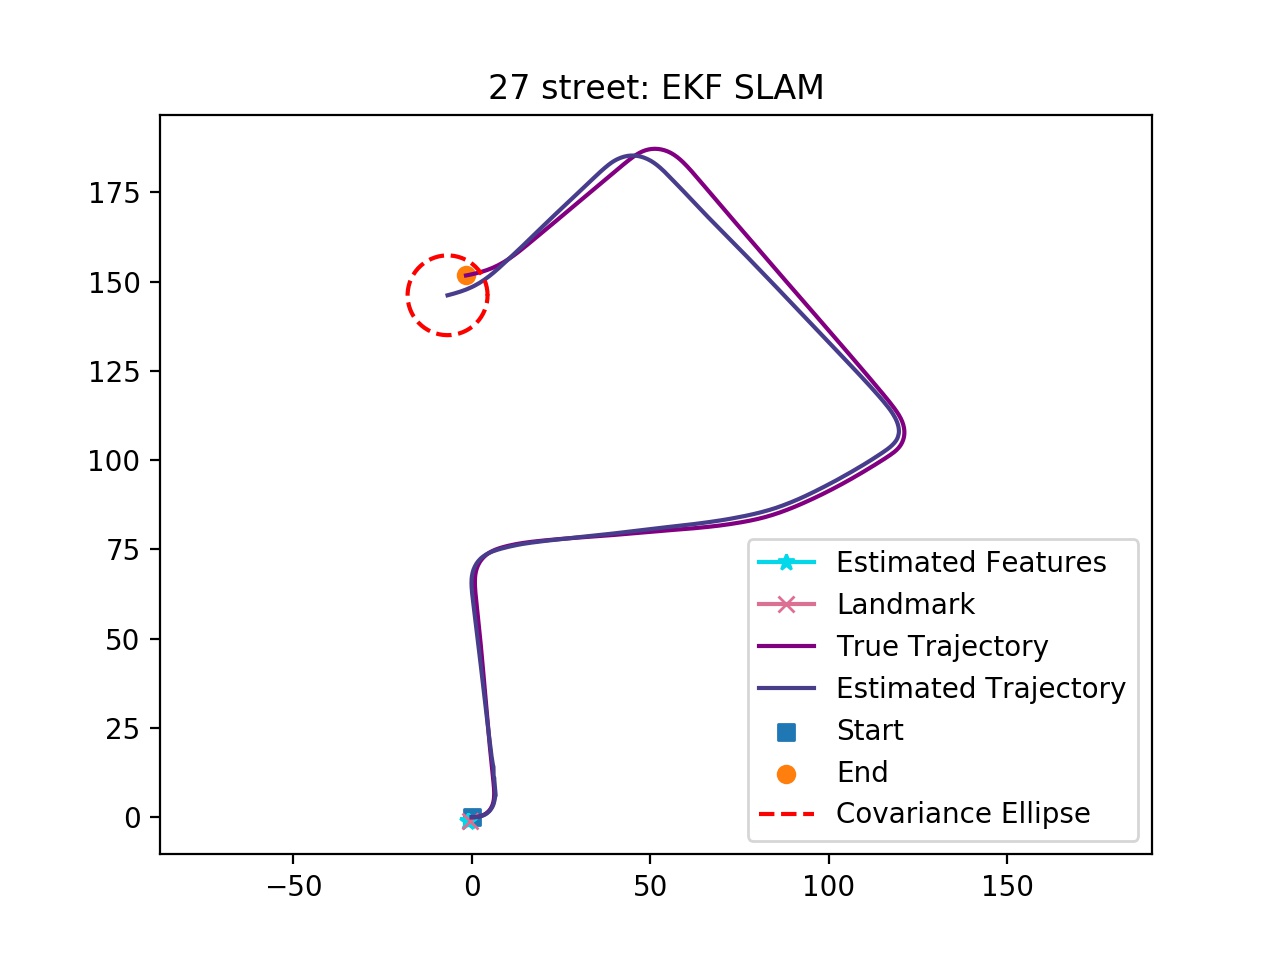 27 street: EKF SLAM
175
150
125
100
75
50
25
0
Estimated Features
Landmark
True Trajectory
Estimated Trajectory
Start
End
Covariance Ellipse
−50 0 50 100 150